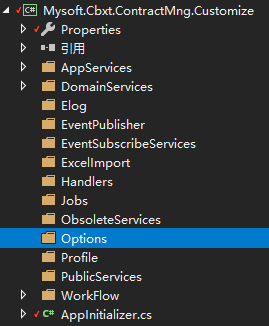 C# Mysoft.Cbxt.ContractMng.Customize
Properties
引用
AppServices
DomainServices
Elog
EventPublisher
EventSubscribeServices
ExcelImport
Handlers
Jobs
ObsoleteServices
Options
Profile
PublicServices
WorkFlow
C# AppInitializer.cs